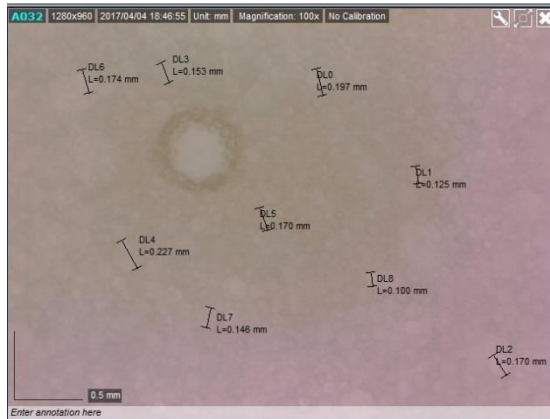 A032 1280x960 2017/04/04 18:46:55 Unit: mm Magnification: 100x No Calibration
DL3
L=0.153 mm
DL6
L=0.174 mm
DL0
L=0.197 mm
DL1
L=0.125 mm
DL5
L=0.170 mm
DL4
L=0.227 mm
DL8
L=0.100 mm
DL7
L=0.146 mm
DL2
L=0.170 mm
0.5 mm
Enter annotation here